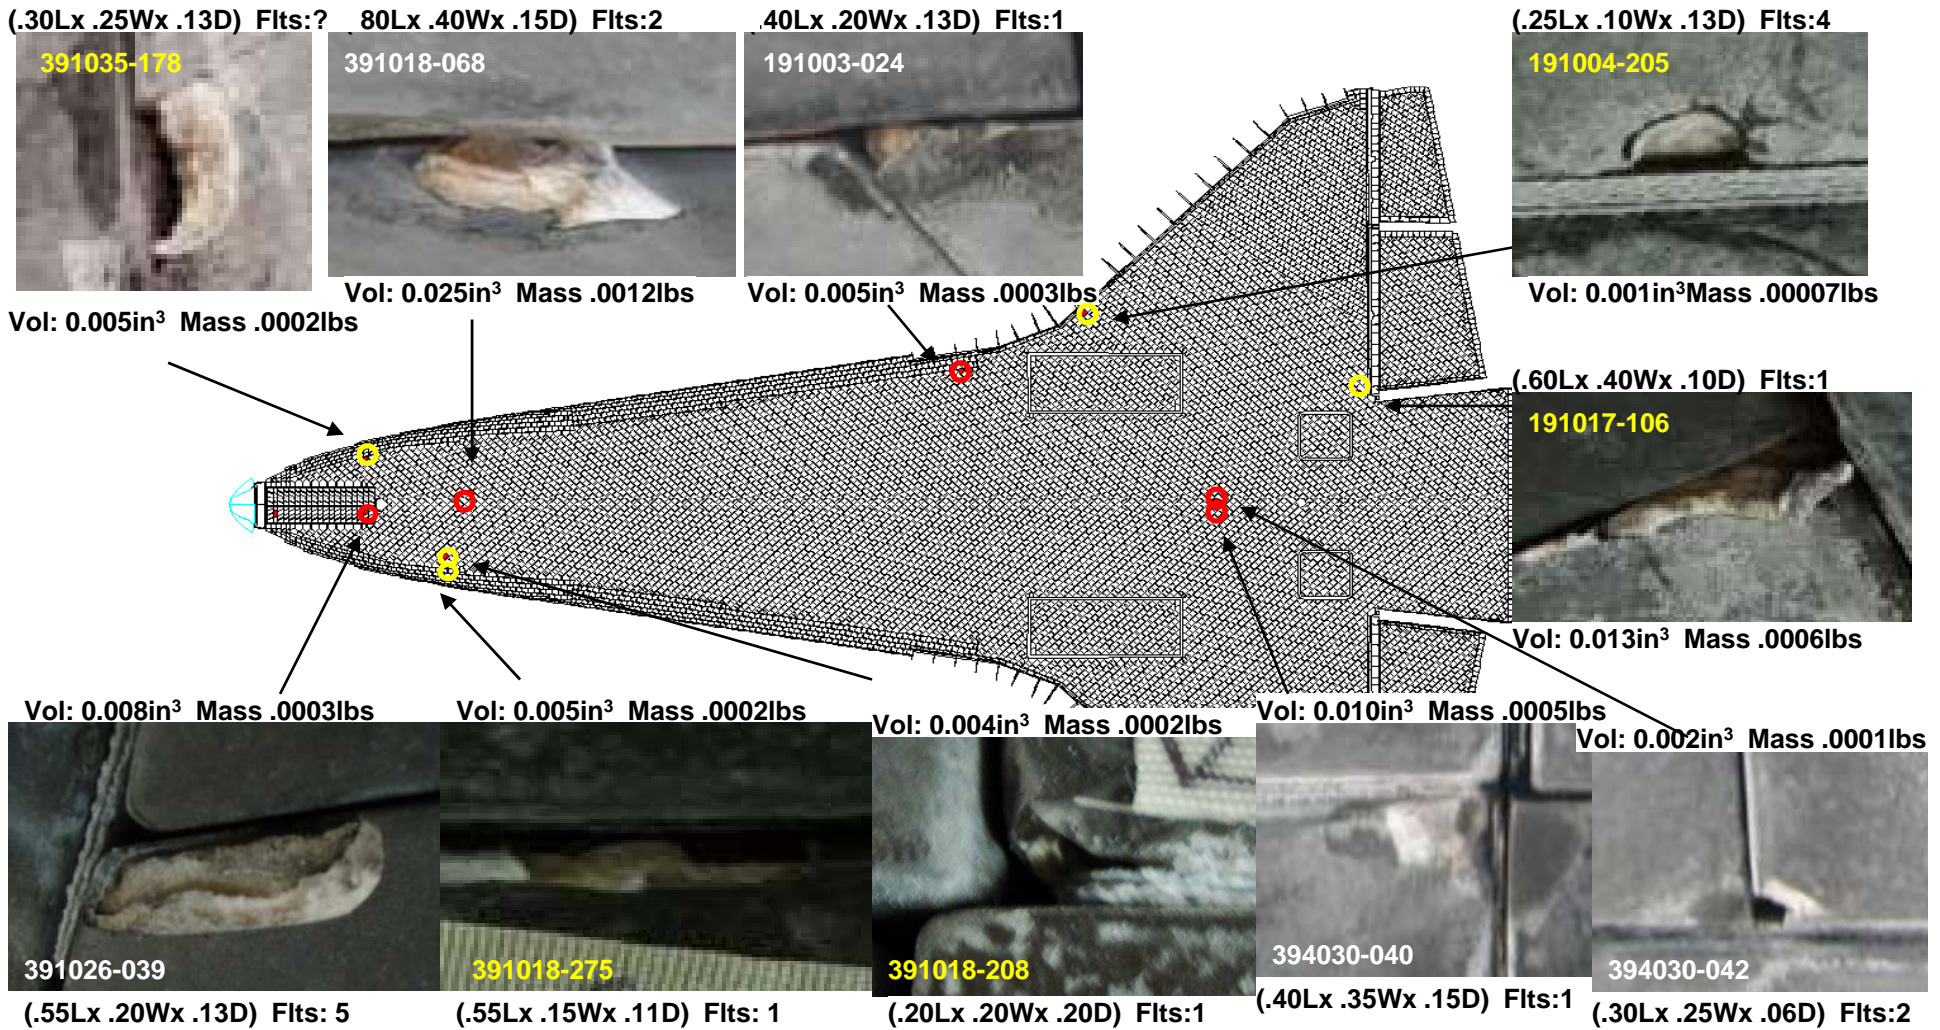 (.30Lx .25Wx .13D) Flts:?
391035-178
Vol: 0.005in³ Mass .0002lbs
80Lx .40Wx .15D) Flts:2
391018-068
Vol: 0.025in³ Mass .0012lbs
.40Lx .20Wx .13D) Flts:1
191003-024
Vol: 0.005in³ Mass .0003lbs
(.25Lx .10Wx .13D) Flts:4
191004-205
Vol: 0.001in³Mass .00007lbs
(.60Lx .40Wx .10D) Flts:1
191017-106
Vol: 0.013in³ Mass .0006lbs
Vol: 0.008in³ Mass .0003lbs
391026-039
(.55Lx .20Wx .13D) Flts: 5
Vol: 0.005in³ Mass .0002lbs
391018-275
(.55Lx .15Wx .11D) Flts: 1
Vol: 0.004in³ Mass .0002lbs
391018-208
(.20Lx .20Wx .20D) Flts:1
Vol: 0.010in³ Mass .0005lbs
394030-040
(.40Lx .35Wx .15D) Flts:1
Vol: 0.002in³ Mass .0001lbs
394030-042
(.30Lx .25Wx .06D) Flts:2